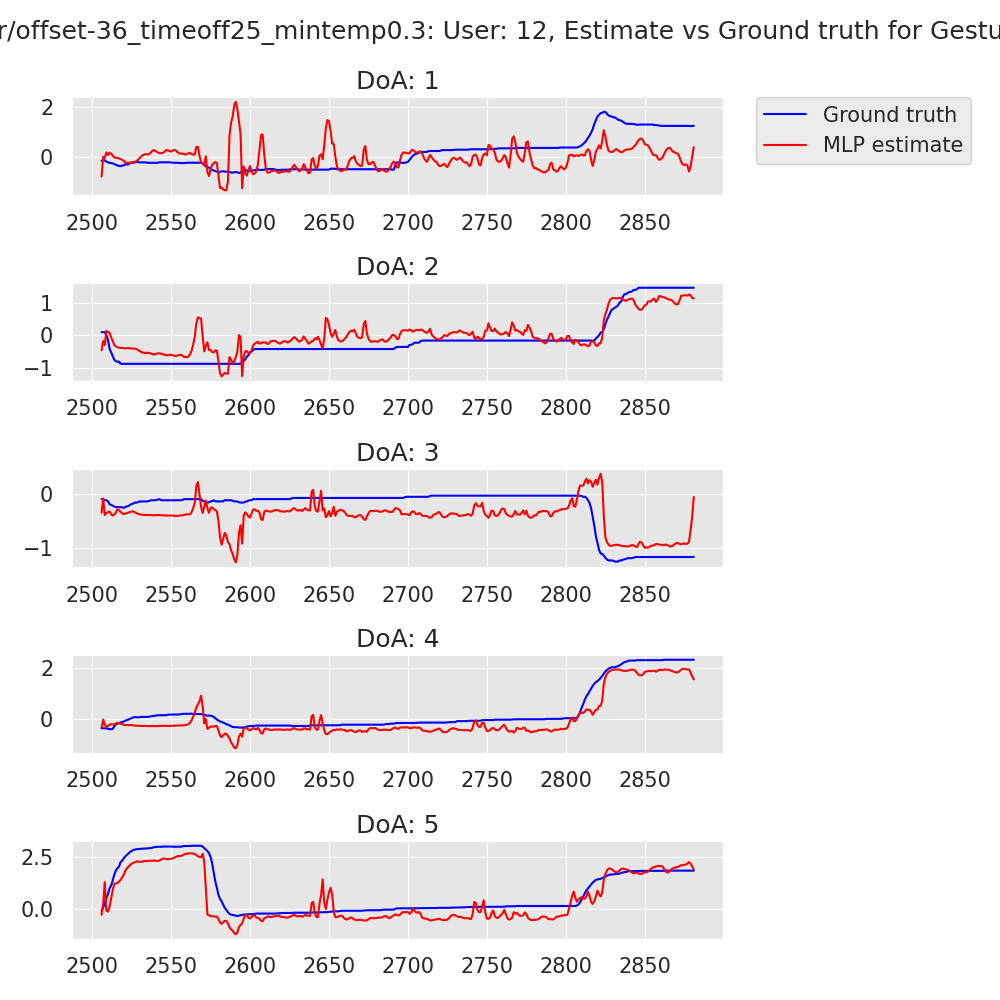 r/offset-36_timeoff25_mintemp0.3: User: 12, Estimate vs Ground truth for Gestu
DoA: 1
Ground truth
MLP estimate
2
0
2500 2550 2600 2650 2700 2750 2800 2850
DoA: 2
1
0
−1
2500 2550 2600 2650 2700 2750 2800 2850
DoA: 3
0
−1
2500 2550 2600 2650 2700 2750 2800 2850
DoA: 4
2
0
2500 2550 2600 2650 2700 2750 2800 2850
DoA: 5
2.5
0.0
2500 2550 2600 2650 2700 2750 2800 2850